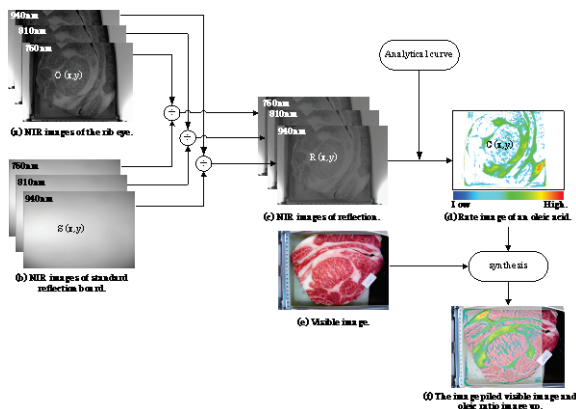 940nm
810nm
760nm
O (x,y)
(a) NIR images of the rib eye.
÷
÷
÷
760nm
810nm
940nm
S (x,y)
(b) NIR images of standard
reflection board.
760nm
810nm
940nm
R (x,y)
(c) NIR images of reflection.
Analytical curve
C (x,y)
Low
High.
(d) Rate image of an oleic acid.
synthesis
(e) Visible image.
(f) The image piled visible image and
oleic ratio image up.